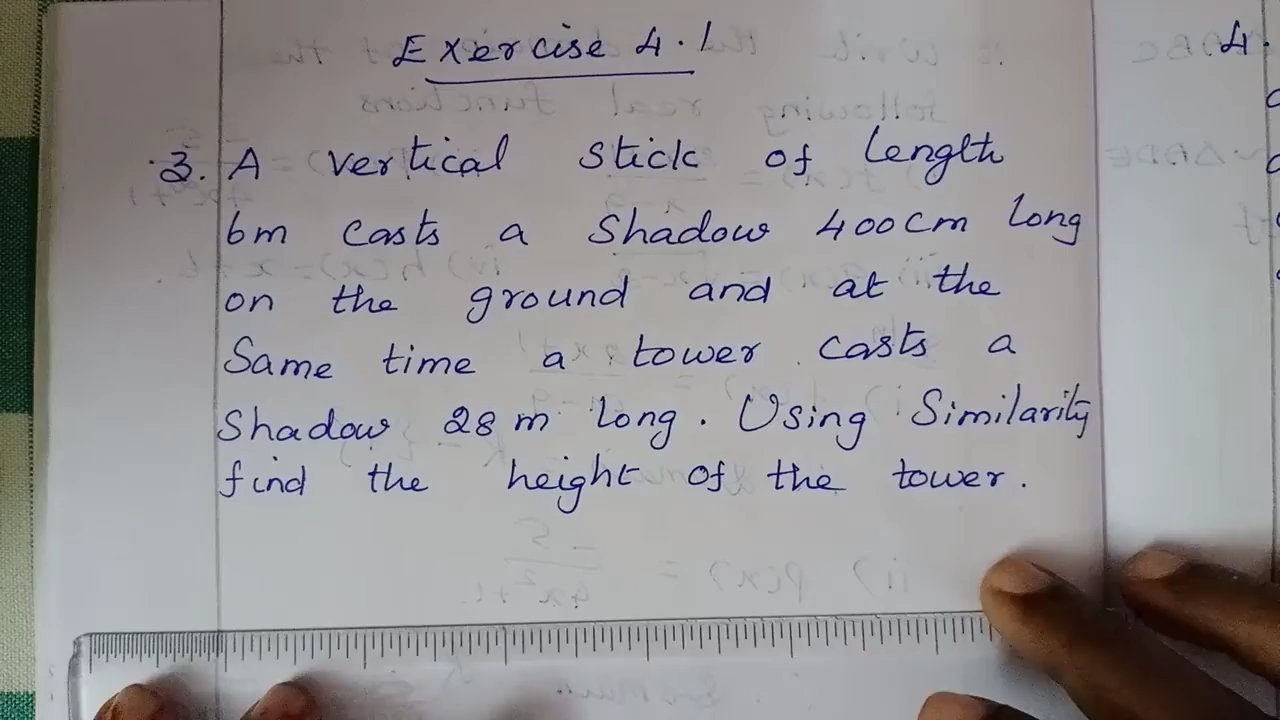 Exercise 4.1
3. A vertical stick of length
6m casts a shadow 400cm long
on the ground and at the
Same time a tower casts a
Shadow 28m long. Using Similarity
find the height of the tower.
4.